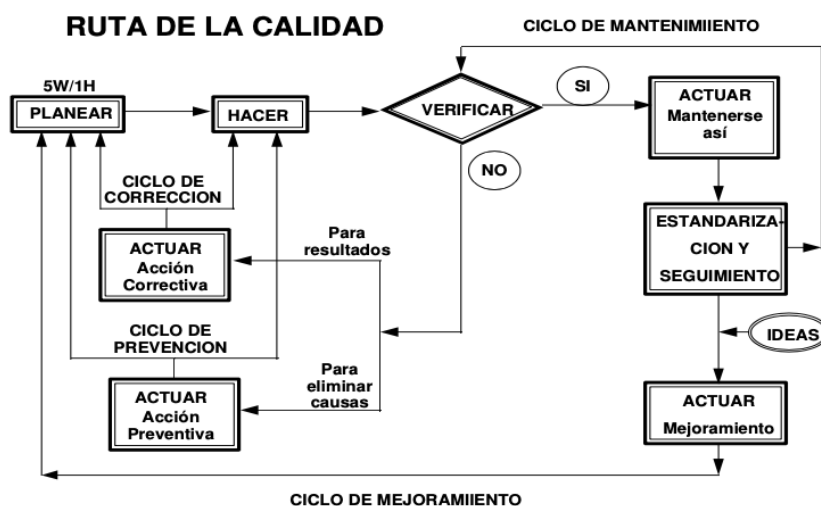 RUTA DE LA CALIDAD
CICLO DE MANTENIMIIENTO
5W/1H
PLANEAR
HACER
VERIFICAR
SI
ACTUAR
Mantenerse
así
NO
CICLO DE
CORRECCION
ACTUAR
Acción
Correctiva
Para
resultados
ESTANDARIZA-
CION Y
SEGUIMIENTO
IDEAS
CICLO DE
PREVENCION
Para
eliminar
causas
ACTUAR
Acción
Preventiva
ACTUAR
Mejoramiento
CICLO DE MEJORAMIIENTO